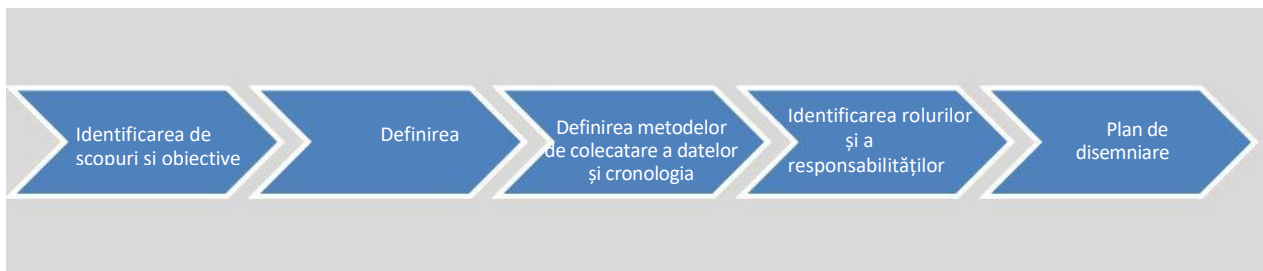 Identificarea de
scopuri si obiective
Definirea
Definirea metodelor
de colecatare a datelor
și cronologia
Identificarea rolurilor
și a
responsabilităților
Plan de
disemniare